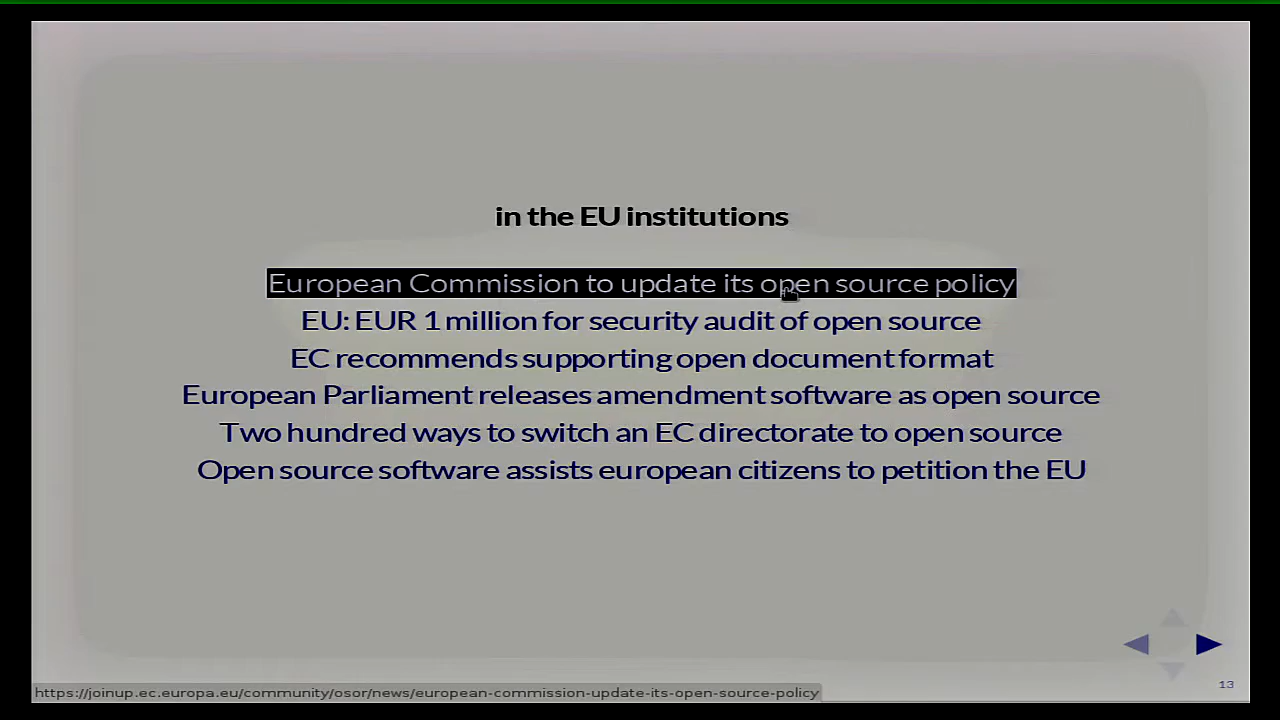 in the EU institutions
European Commission to update its open source policy
EU: EUR 1 million for security audit of open source
EC recommends supporting open document format
European Parliament releases amendment software as open source
Two hundred ways to switch an EC directorate to open source
Open source software assists european citizens to petition the EU
13
https://joinup.ec.europa.eu/community/osor/news/european-commission-update-its-open-source-policy